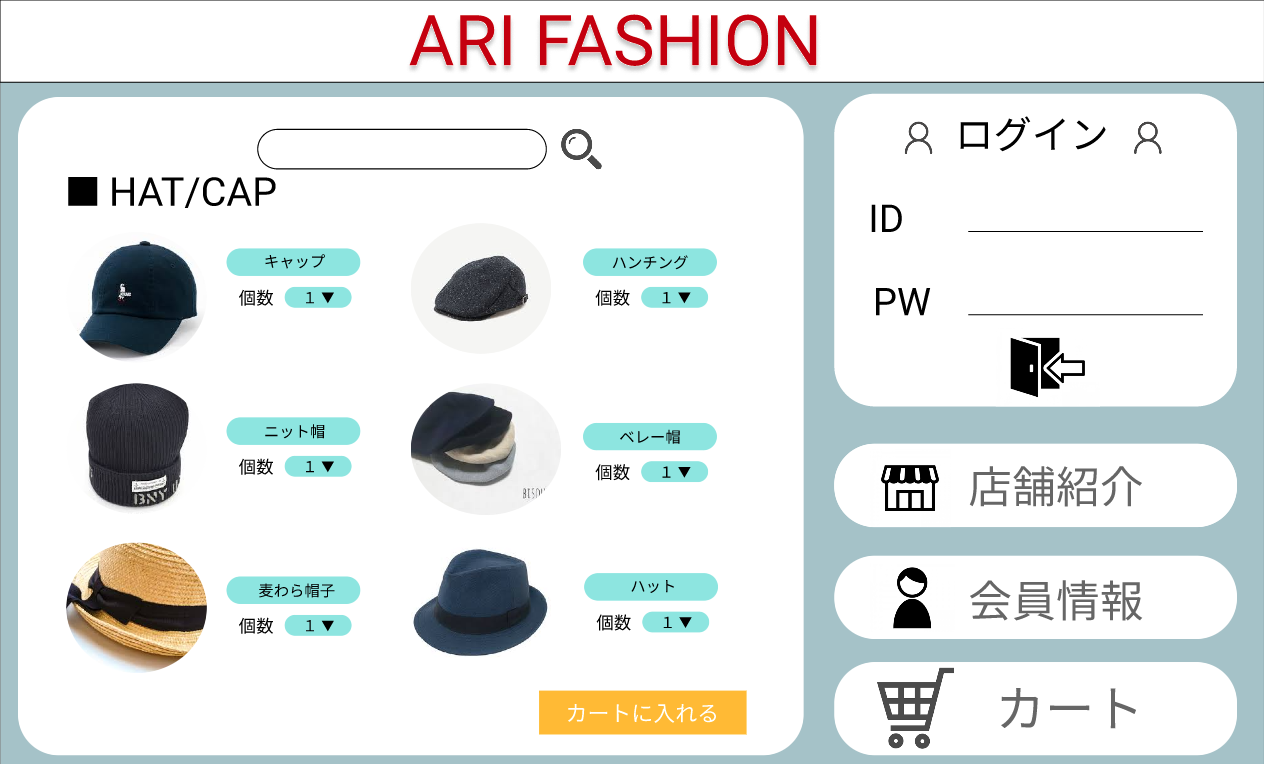 ARI FASHION
■ HAT/CAP
キャップ
個数 1▼
ハンチング
個数 1▼
ニット帽
個数 1▼
BNY
ベレー帽
個数 1▼
麦わら帽子
個数 1▼
ハット
個数 1▼
カートに入れる
ログイン
ID
PW
店舗紹介
会員情報
カート